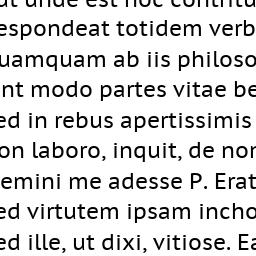 ut unde est hoc contritu
espondeat totidem verb
uamquam ab iis philoso
nt modo partes vitae be
ed in rebus apertissimis
on laboro, inquit, de nor
emini me adesse P. Erat
ed virtutem ipsam incho
ed ille, ut dixi, vitiose. Ea